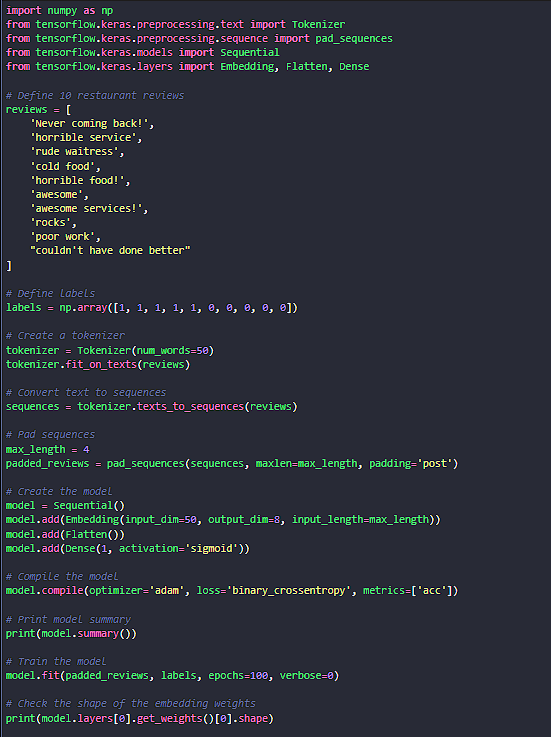 import numpy as np
from tensorflow.keras.preprocessing.text import Tokenizer
from tensorflow.keras.preprocessing.sequence import pad_sequences
from tensorflow.keras.models import Sequential
from tensorflow.keras.layers import Embedding, Flatten, Dense
# Define 10 restaurant reviews
reviews = [
    'Never coming back!',
    'horrible service',
    'rude waitress',
    'cold food',
    'horrible food!',
    'awesome',
    'awesome services!',
    'rocks',
    'poor work',
    "couldn't have done better"
]
# Define labels
labels = np.array([1, 1, 1, 1, 1, 0, 0, 0, 0, 0])
# Create a tokenizer
tokenizer = Tokenizer(num_words=50)
tokenizer.fit_on_texts(reviews)
# Convert text to sequences
sequences = tokenizer.texts_to_sequences(reviews)
# Pad sequences
max_length = 4
padded_reviews = pad_sequences(sequences, maxlen=max_length, padding='post')
# Create the model
model = Sequential()
model.add(Embedding(input_dim=50, output_dim=8, input_length=max_length))
model.add(Flatten())
model.add(Dense(1, activation='sigmoid'))
# Compile the model
model.compile(optimizer='adam', loss='binary_crossentropy', metrics=['acc'])
# Print model summary
print(model.summary())
# Train the model
model.fit(padded_reviews, labels, epochs=100, verbose=0)
# Check the shape of the embedding weights
print(model.layers[0].get_weights()[0].shape)